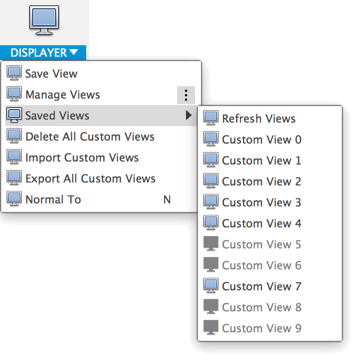 DISPLAYER
Save View
Manage Views
Saved Views
Delete All Custom Views
Import Custom Views
Export All Custom Views
Normal To N
Refresh Views
Custom View 0
Custom View 1
Custom View 2
Custom View 3
Custom View 4
Custom View 5
Custom View 6
Custom View 7
Custom View 8
Custom View 9